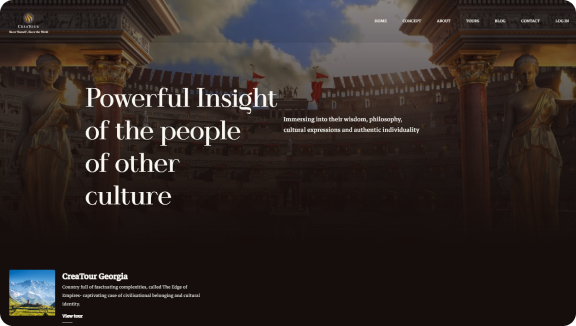 CreaTour
Know Yourself, Know the World
HOME CONCEPT ABOUT TOURS BLOG CONTACT LOG IN
Powerful Insight
of the people
of other
culture
Immersing into their wisdom, philosophy,
cultural expressions and authentic individuality
CreaTour Georgia
Country full of fascinating complexities, called The Edge of
Empires- captivating case of civilisational belonging and cultural
identity.
View tour